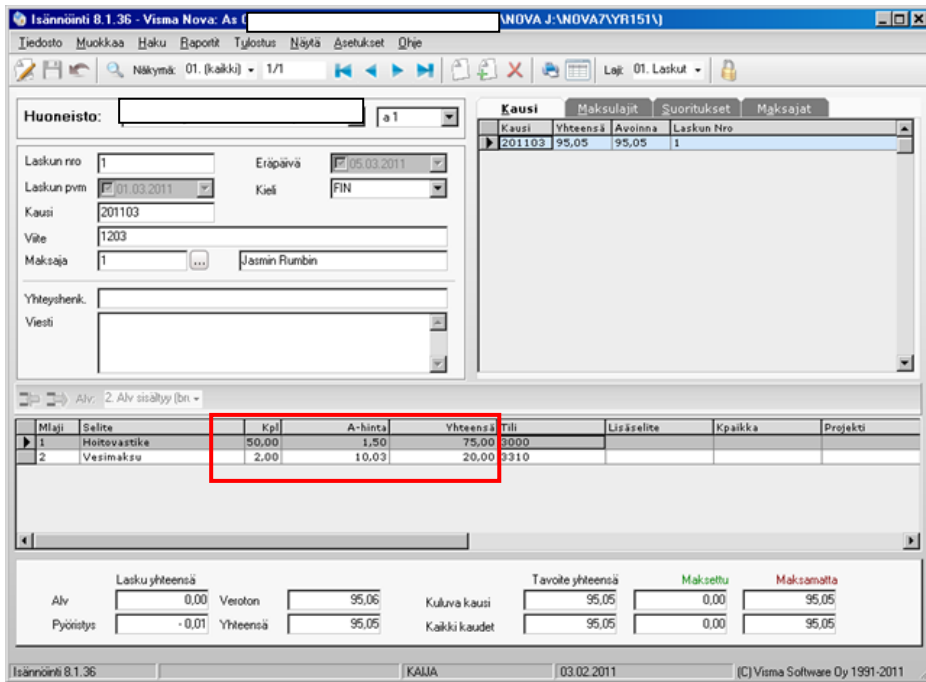 Isännöinti 8.1.36 - Visma Nova: As ( \NOVA J:\NOVA7\YR151\)
Tiedosto Muokkaa Haku Raportit Tulostus Näytä Asetukset Ohje
Näkymä: 01. (kaikki) 1/1 Laji: 01. Laskut
Huoneisto: a 1
Kausi Maksulajit Suoritukset Maksajat
Kausi Yhteensä Avoinna Laskun Nro
201103 95,05 95,05 1
Laskun nro 1 Eräpäivä 05.03.2011
Laskun pvm 01.03.2011 Kieli FIN
Kausi 201103
Viite 1203
Maksaja 1 ... Jasmin Rumbin
Yhteyshenk.
Viesti
Alv: 2. Alv sisältyy (bri
Mlaji Selite Kpl A-hinta Yhteensä Tili Lisäselite Kpaikka Projekti
1 Hoitovastike 50,00 1,50 75,00 3000
2 Vesimaksu 2,00 10,03 20,00 3310
Lasku yhteensä Tavoite yhteensä Maksettu Maksamatta
Alv 0,00 Veroton 95,06 Kuluva kausi 95,05 0,00 95,05
Pyöristys - 0,01 Yhteensä 95,05 Kaikki kaudet 95,05 0,00 95,05
Isännöinti 8.1.36 KAIJA 03.02.2011 (C) Visma Software Oy 1991-2011